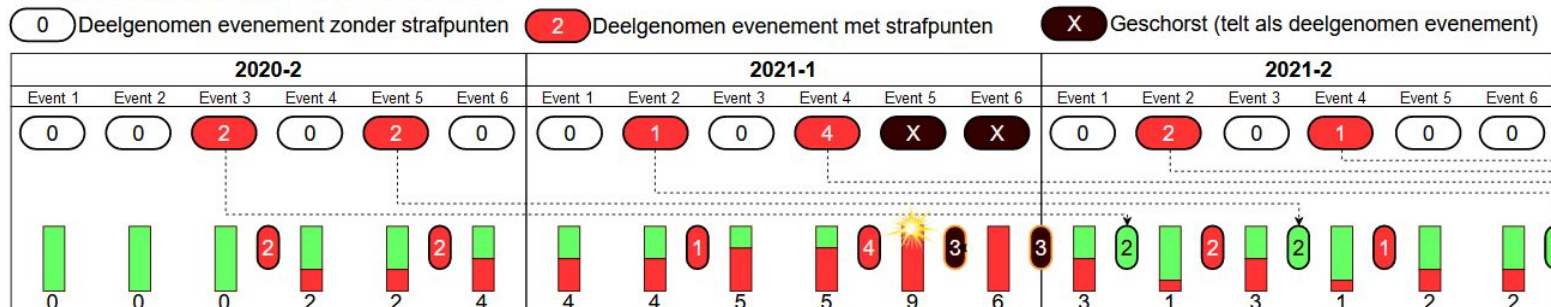 0 Deelgenomen evenement zonder strafpunten 2 Deelgenomen evenement met strafpunten X Geschorst (telt als deelgenomen evenement)
2020-2 2021-1 2021-2
Event 1 Event 2 Event 3 Event 4 Event 5 Event 6 Event 1 Event 2 Event 3 Event 4 Event 5 Event 6 Event 1 Event 2 Event 3 Event 4 Event 5 Event 6
0 0 2 0 2 0 0 1 0 4 X X 0 2 0 1 0 0
2 2 1 4 3 3 2 2 2 1
0 0 0 2 2 4 4 4 5 5 9 6 3 1 3 1 2 2